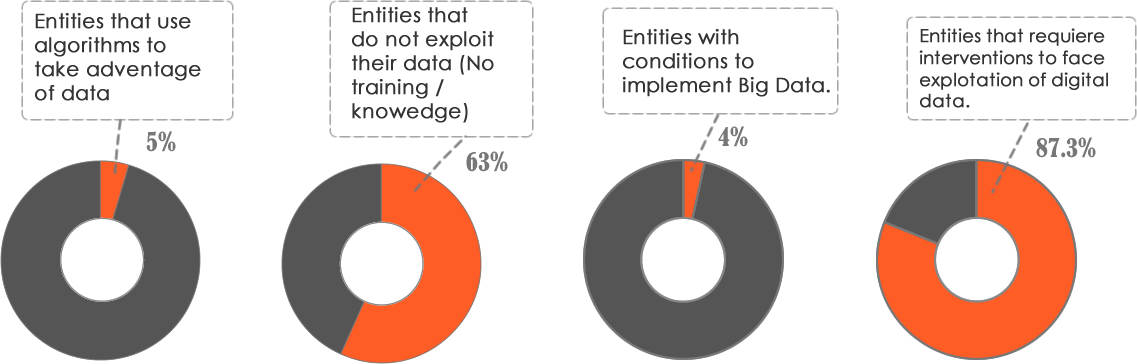 Entities that use
algorithms to
take adventage
of data
5%
Entities that
do not exploit
their data (No
training /
knowedge)
63%
Entities with
conditions to
implement Big Data.
4%
Entities that requiere
interventions to face
explotation of digital
data.
87.3%